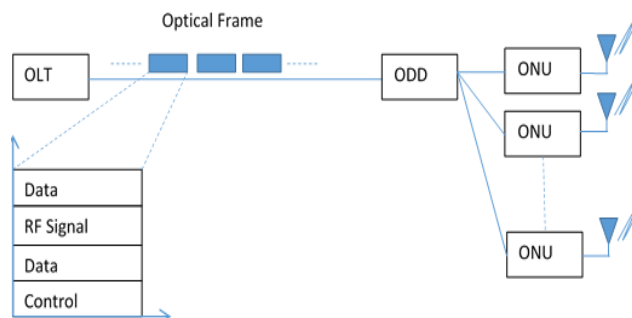 Optical Frame
OLT
ODD
ONU
ONU
ONU
Data
RF Signal
Data
Control